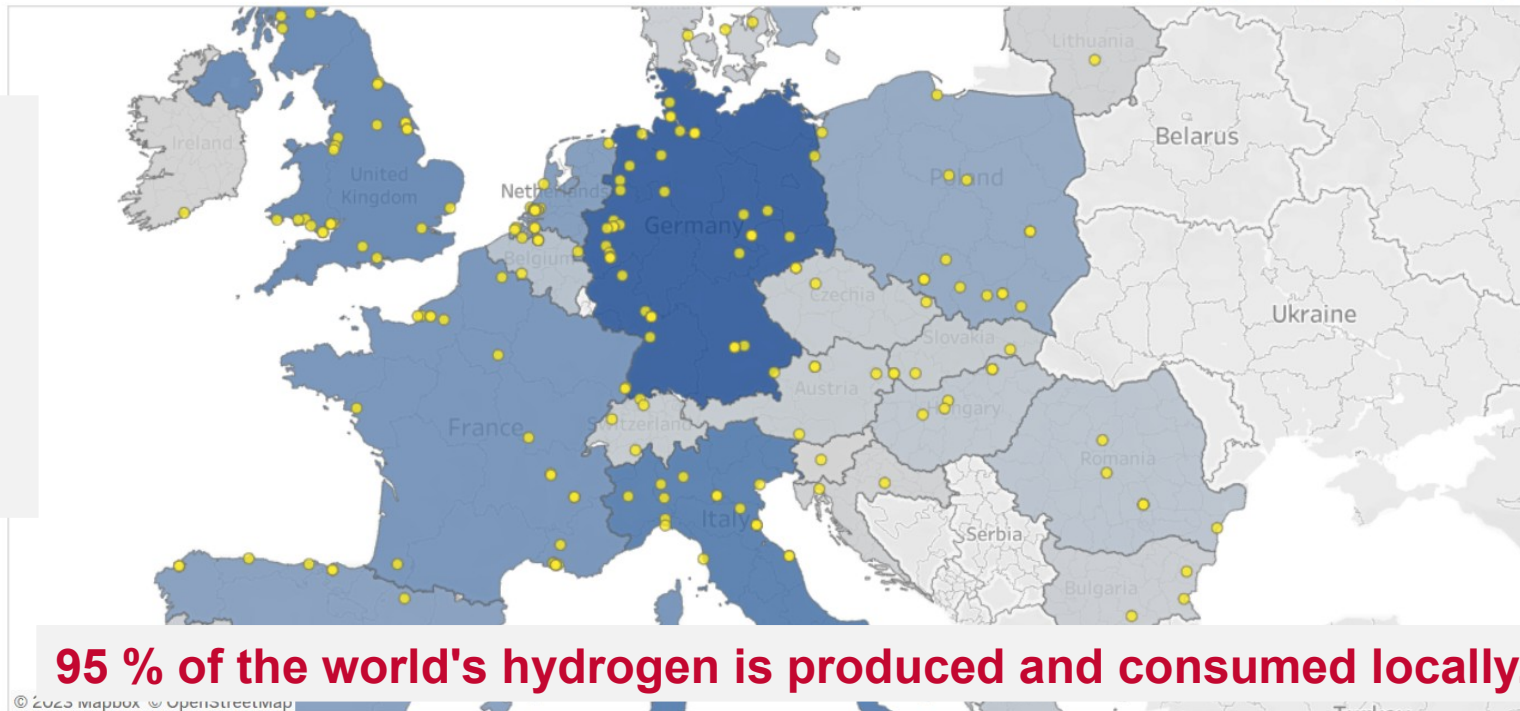 Lithuania
Belarus
Ireland
United
Kingdom
Netherlands
Poland
Germany
Belgium
Czechia
Ukraine
Slovakia
Austria
Hungary
France
Switzerland
Romania
Italy
Serbia
Bulgaria
95 % of the world's hydrogen is produced and consumed locally
© 2023 Mapbox © OpenStreetMap